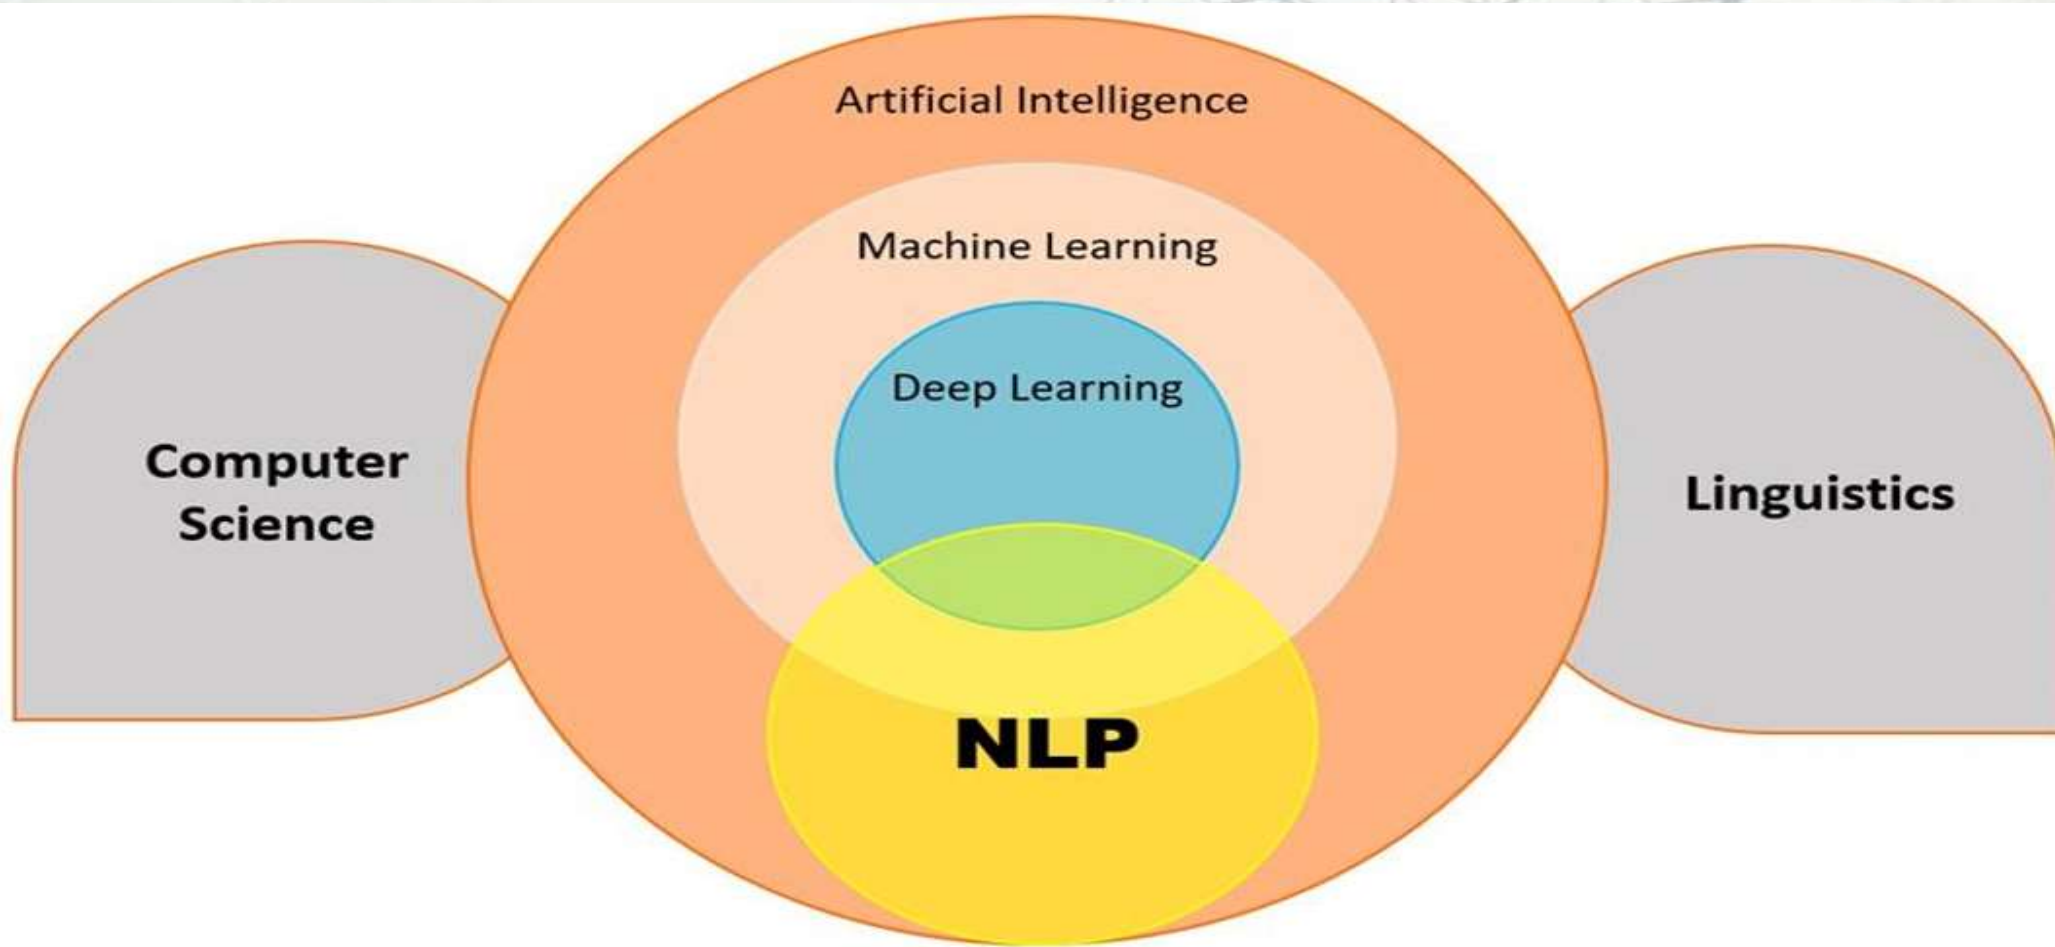 Artificial Intelligence
Machine Learning
Deep Learning
Computer
Science
Linguistics
NLP